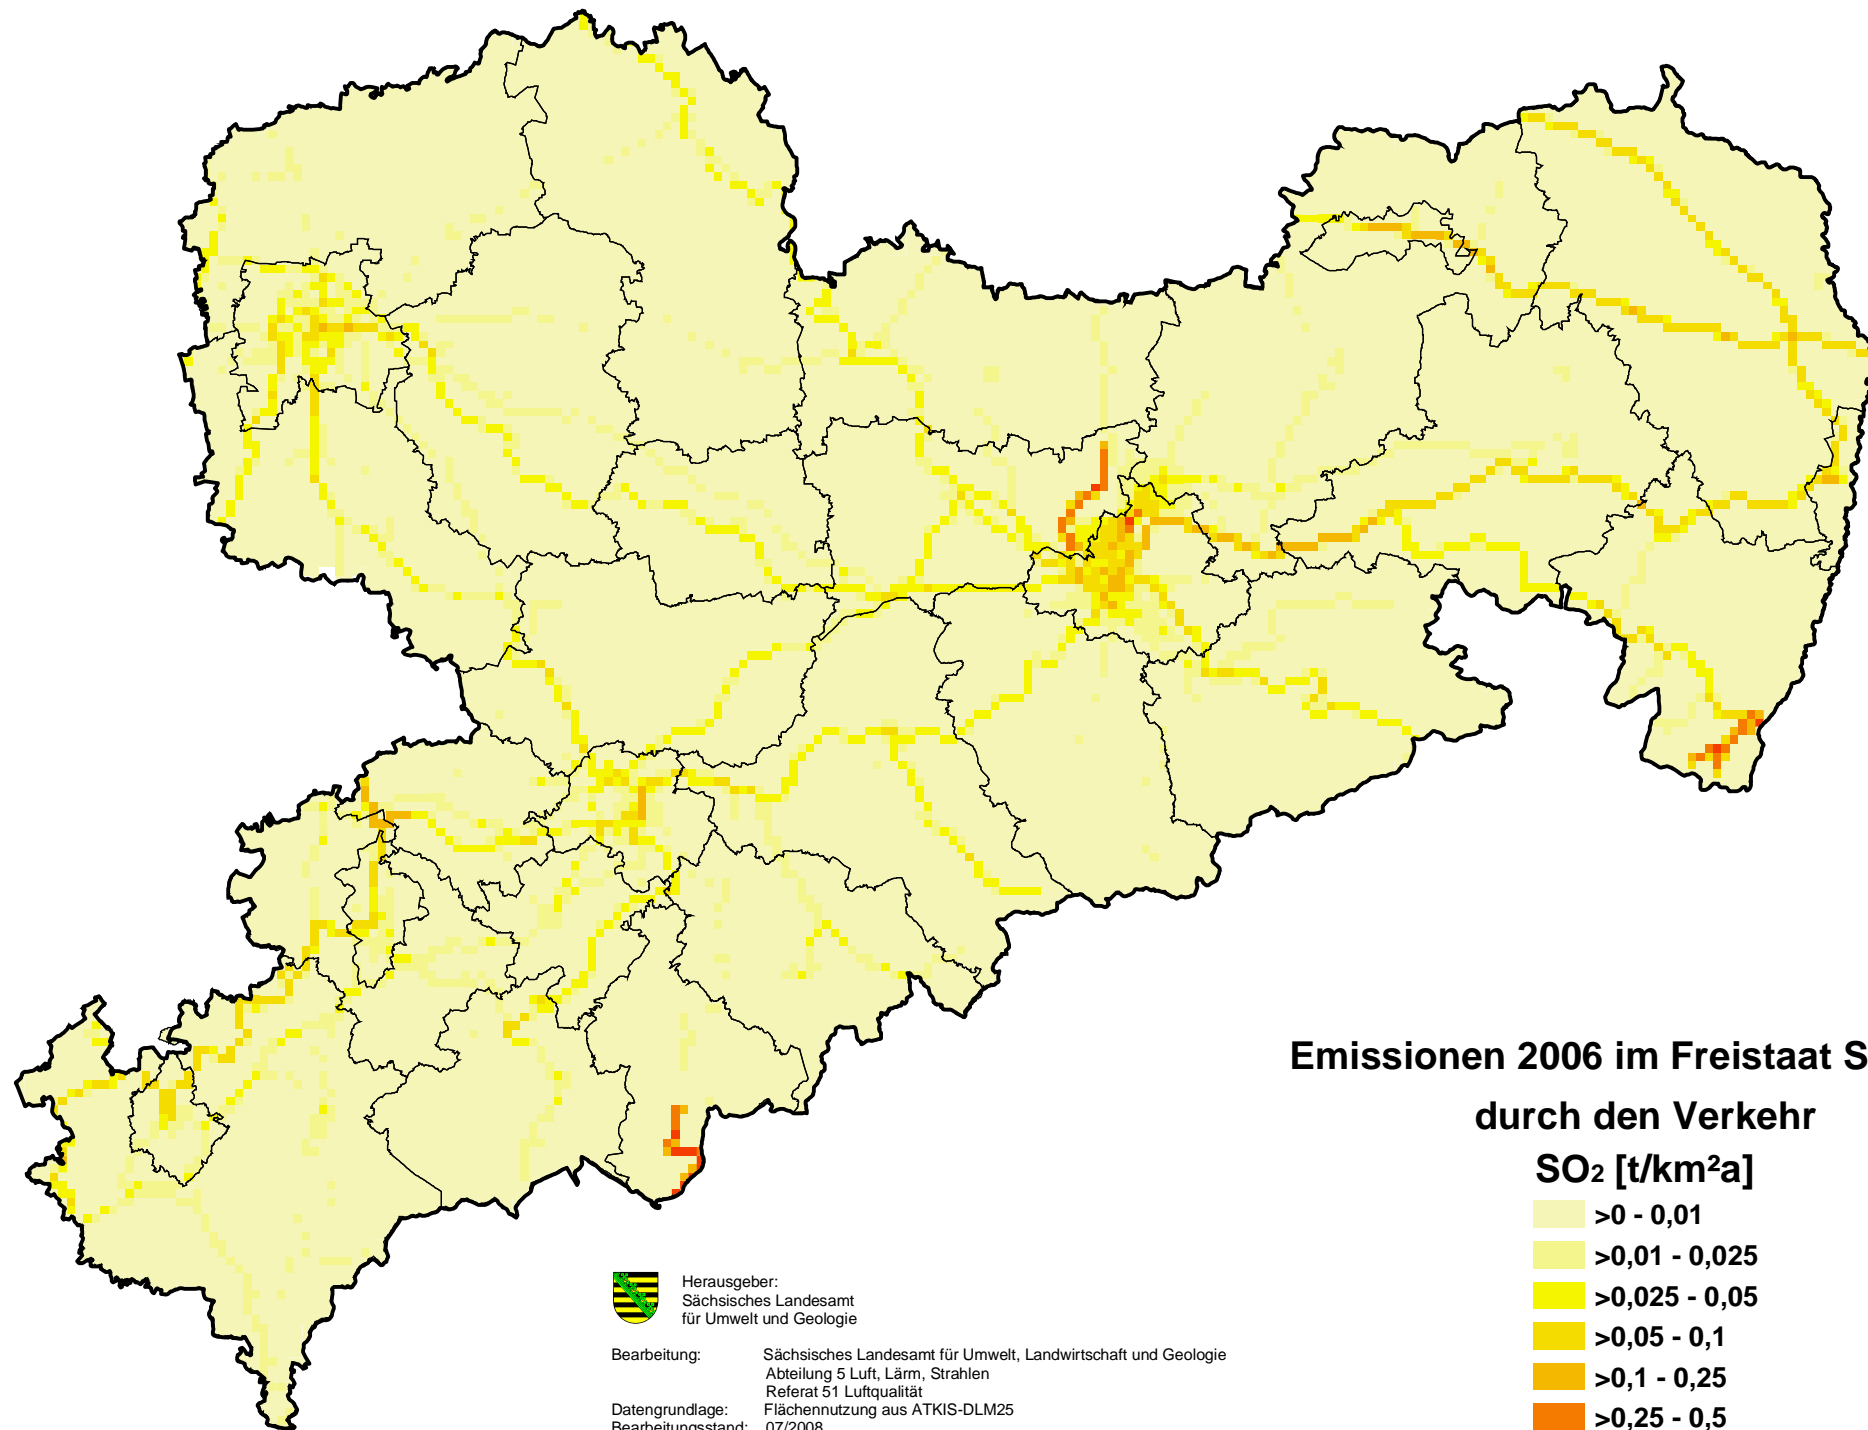 Emissionen 2006 im Freistaat S
durch den Verkehr
SO₂ [t/km²a]
>0 - 0,01
>0,01 - 0,025
>0,025 - 0,05
>0,05 - 0,1
>0,1 - 0,25
>0,25 - 0,5
Herausgeber:
Sächsisches Landesamt
für Umwelt und Geologie
Bearbeitung: Sächsisches Landesamt für Umwelt, Landwirtschaft und Geologie
Abteilung 5 Luft, Lärm, Strahlen
Referat 51 Luftqualität
Datengrundlage: Flächennutzung aus ATKIS-DLM25
Bearbeitungsstand: 07/2008